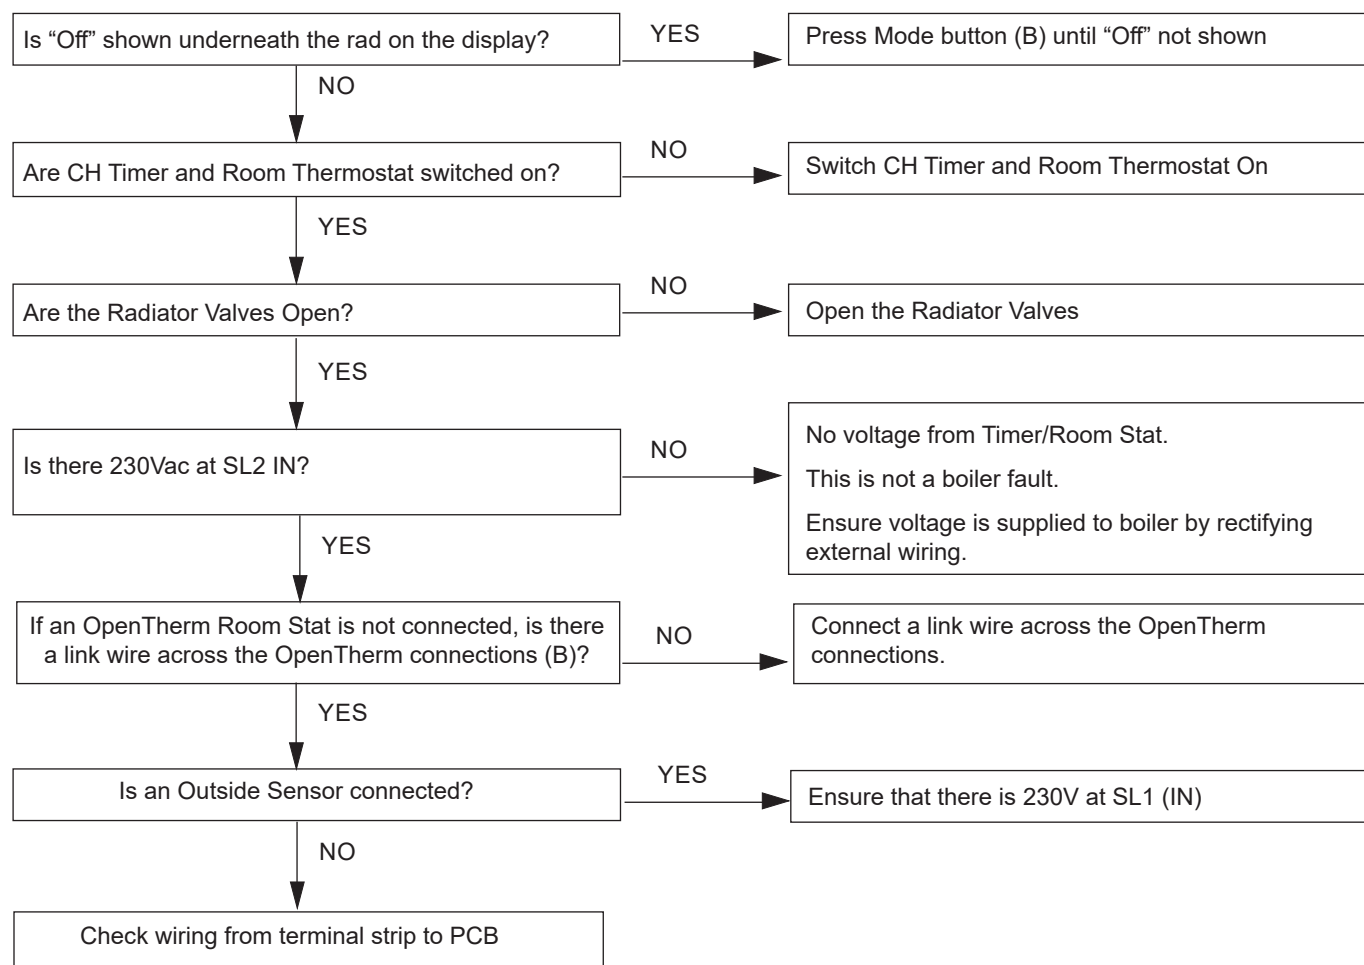 Is “Off” shown underneath the rad on the display?
YES
Press Mode button (B) until “Off” not shown
NO
Are CH Timer and Room Thermostat switched on?
NO
Switch CH Timer and Room Thermostat On
YES
Are the Radiator Valves Open?
NO
Open the Radiator Valves
YES
Is there 230Vac at SL2 IN?
NO
No voltage from Timer/Room Stat.
This is not a boiler fault.
Ensure voltage is supplied to boiler by rectifying
external wiring.
YES
If an OpenTherm Room Stat is not connected, is there
a link wire across the OpenTherm connections (B)?
NO
Connect a link wire across the OpenTherm
connections.
YES
Is an Outside Sensor connected?
YES
Ensure that there is 230V at SL1 (IN)
NO
Check wiring from terminal strip to PCB